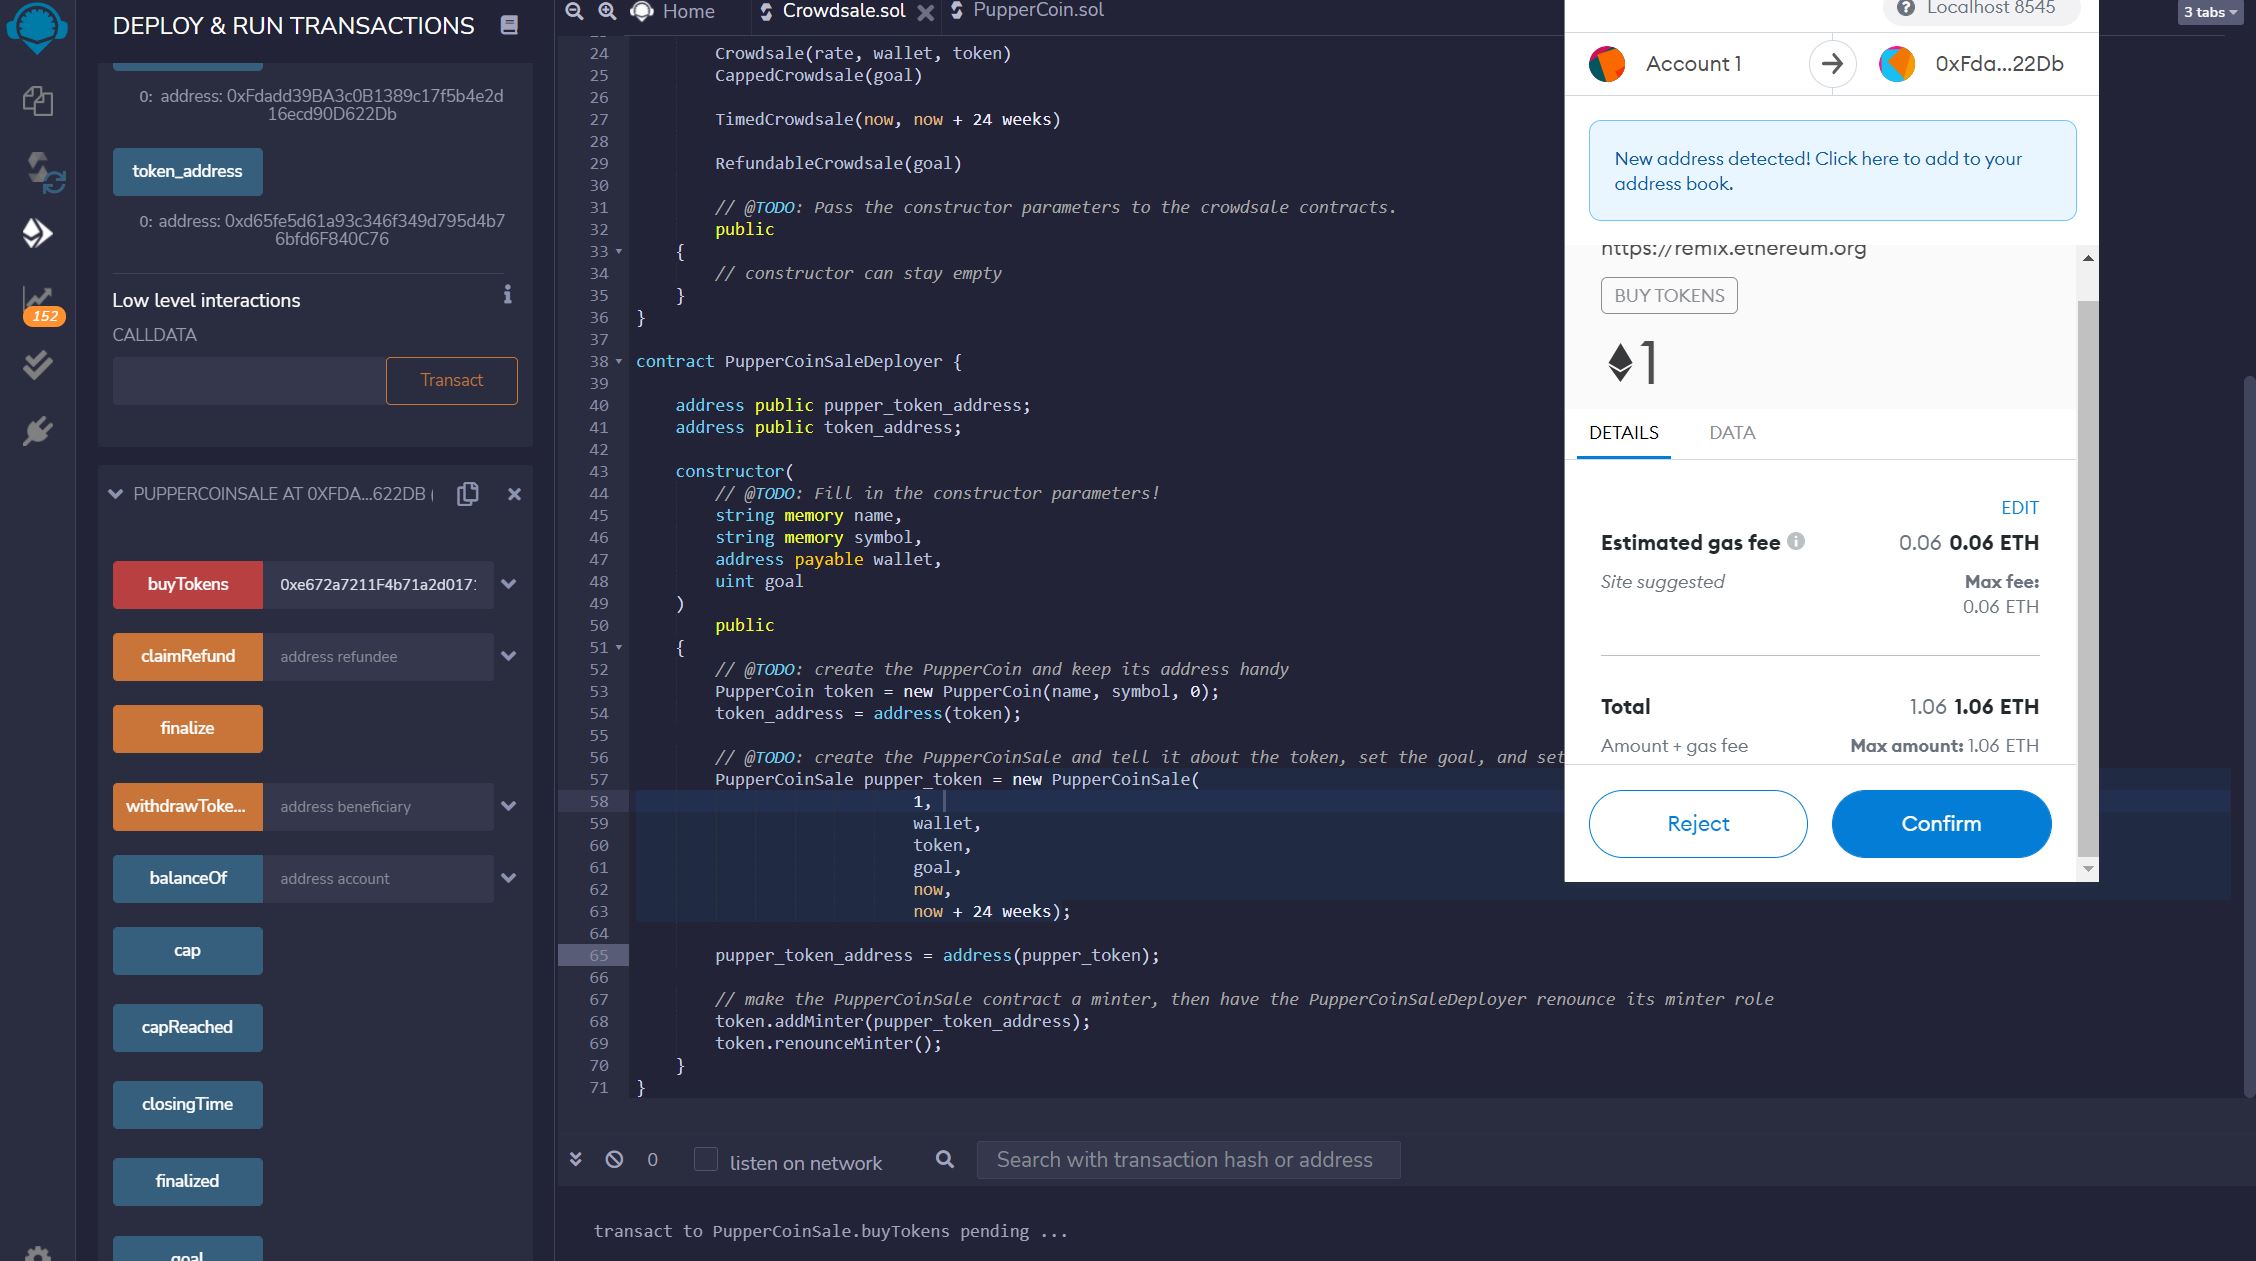 DEPLOY & RUN TRANSACTIONS
0: address: 0xFdadd39BA3c0B1389c17f5b4e2d
16ecd90D622Db
token_address
0: address: 0xd65fe5d61a93c346f349d795d4b7
6bfd6F840C76
Low level interactions
CALLDATA
Transact
152
PUPPERCOINSALE AT 0XFDA...622DB (
buyTokens 0xe672a7211F4b71a2d0171
claimRefund address refundee
finalize
withdrawToke... address beneficiary
balanceOf address account
cap
capReached
closingTime
finalized
goal
Home Crowdsale.sol PupperCoin.sol
3 tabs
24 Crowdsale(rate, wallet, token)
25 CappedCrowdsale(goal)
26
27 TimedCrowdsale(now, now + 24 weeks)
28
29 RefundableCrowdsale(goal)
30
31 // @TODO: Pass the constructor parameters to the crowdsale contracts.
32 public
33 {
34 // constructor can stay empty
35 }
36 }
37
38 contract PupperCoinSaleDeployer {
39
40 address public pupper_token_address;
41 address public token_address;
42
43 constructor(
44 // @TODO: Fill in the constructor parameters!
45 string memory name,
46 string memory symbol,
47 address payable wallet,
48 uint goal
49 )
50 public
51 {
52 // @TODO: create the PupperCoin and keep its address handy
53 PupperCoin token = new PupperCoin(name, symbol, 0);
54 token_address = address(token);
55
56 // @TODO: create the PupperCoinSale and tell it about the token, set the goal, and set
57 PupperCoinSale pupper_token = new PupperCoinSale(
58 1,
59 wallet,
60 token,
61 goal,
62 now,
63 now + 24 weeks);
64
65 pupper_token_address = address(pupper_token);
66
67 // make the PupperCoinSale contract a minter, then have the PupperCoinSaleDeployer renounce its minter role
68 token.addMinter(pupper_token_address);
69 token.renounceMinter();
70 }
71 }
0 listen on network Search with transaction hash or address
transact to PupperCoinSale.buyTokens pending ...
Localhost 8545
Account 1 0xFda...22Db
New address detected! Click here to add to your
address book.
https://remix.ethereum.org
BUY TOKENS
1
DETAILS DATA
EDIT
Estimated gas fee 0.06 0.06 ETH
Site suggested Max fee:
0.06 ETH
Total 1.06 1.06 ETH
Amount + gas fee Max amount: 1.06 ETH
Reject Confirm